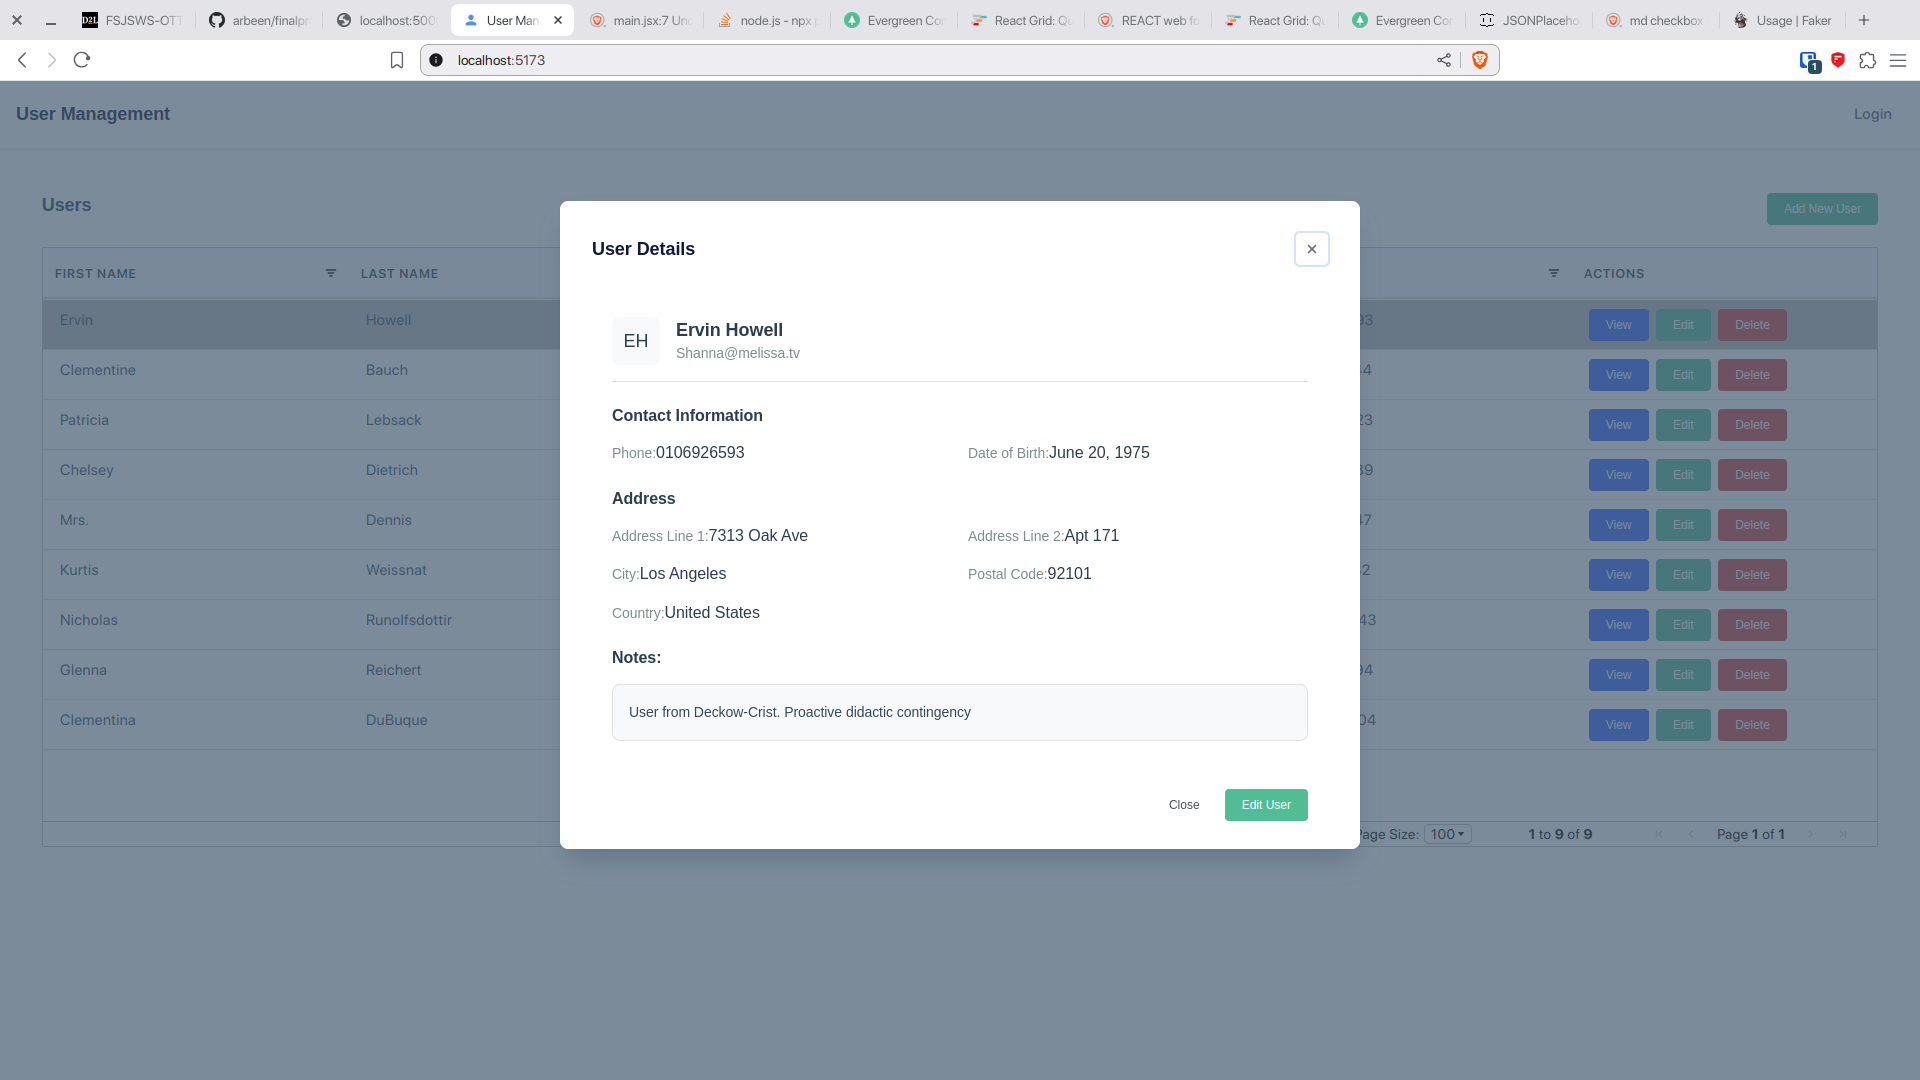 FSJSWS-OTT arbeen/finalpr localhost:500 User Man main.jsx:7 Unc node.js - npx p Evergreen Cor React Grid: Qu REACT web fo React Grid: Qu Evergreen Cor JSONPlaceho md checkbox Usage | Faker
localhost:5173
1
User Management
Login
Users
Add New User
FIRST NAME LAST NAME ACTIONS
Ervin Howell 93 View Edit Delete
Clementine Bauch 44 View Edit Delete
Patricia Lebsack 23 View Edit Delete
Chelsey Dietrich 39 View Edit Delete
Mrs. Dennis 47 View Edit Delete
Kurtis Weissnat 2 View Edit Delete
Nicholas Runolfsdottir 43 View Edit Delete
Glenna Reichert 94 View Edit Delete
Clementina DuBuque 04 View Edit Delete
Page Size: 100 1 to 9 of 9 Page 1 of 1
User Details
EH
Ervin Howell
Shanna@melissa.tv
Contact Information
Phone:0106926593 Date of Birth:June 20, 1975
Address
Address Line 1:7313 Oak Ave Address Line 2:Apt 171
City:Los Angeles Postal Code:92101
Country:United States
Notes:
User from Deckow-Crist. Proactive didactic contingency
Close Edit User